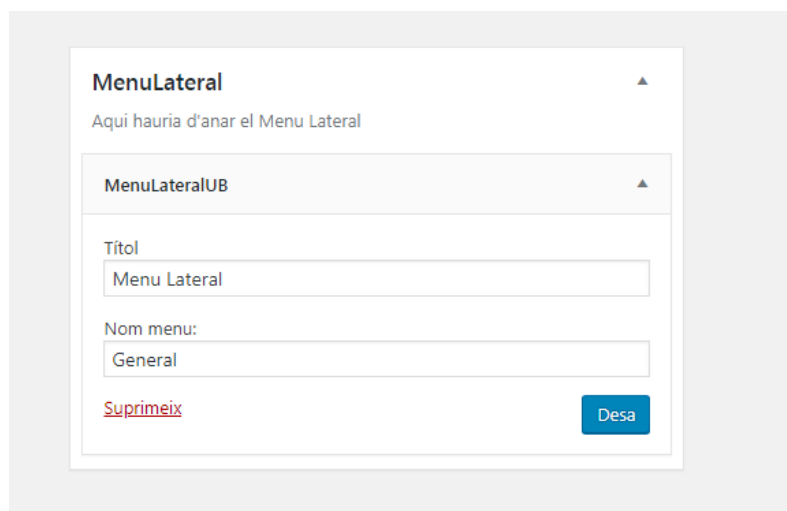 MenuLateral
Aqui hauria d'anar el Menu Lateral
MenuLateralUB
Títol
Menu Lateral
Nom menu:
General
Suprimeix
Desa